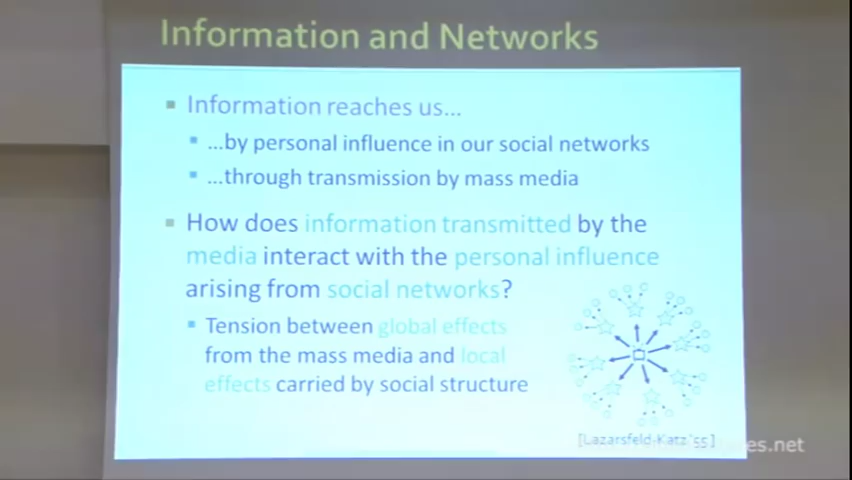 Information and Networks
Information reaches us...
...by personal influence in our social networks
...through transmission by mass media
How does information transmitted by the
media interact with the personal influence
arising from social networks?
Tension between global effects
from the mass media and local
effects carried by social structure
[Lazarsfeld-Katz '55]
es.net